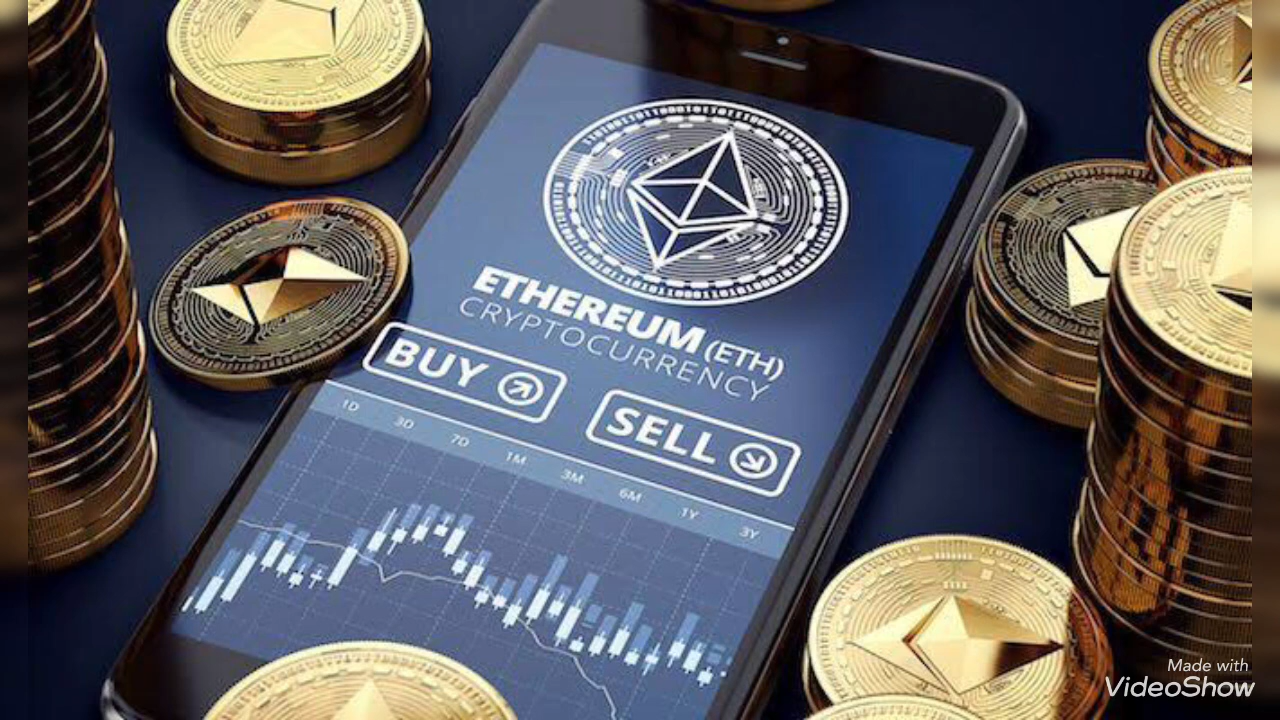 ETHEREUM (ETH)
CRYPTOCURRENCY
BUY
SELL
1D 3D 7D 1M 3M 6M 1Y 3Y
Made with
VideoShow